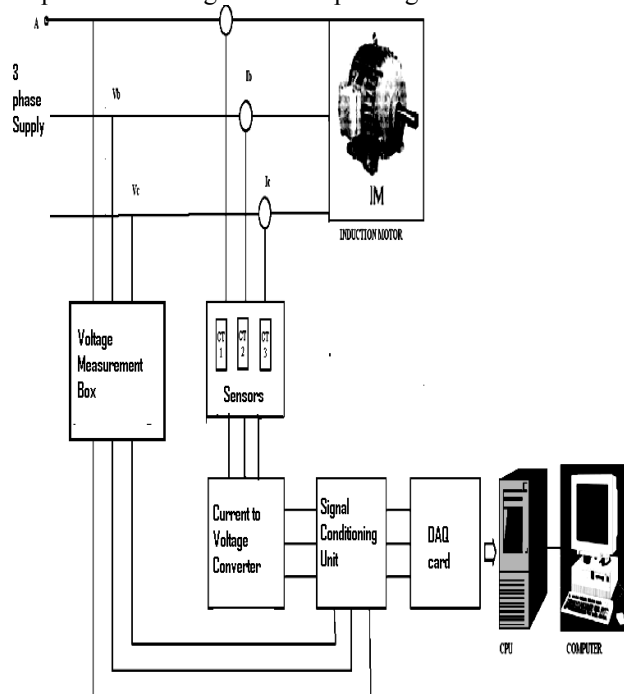 A
3
phase
Supply
Vb
Ib
Vc
Ic
IM
INDUCTION MOTOR
Voltage
Measurement
Box
CT
1
CT
2
CT
3
Sensors
Current to
Voltage
Converter
Signal
Conditioning
Unit
DAQ
card
CPU
COMPUTER